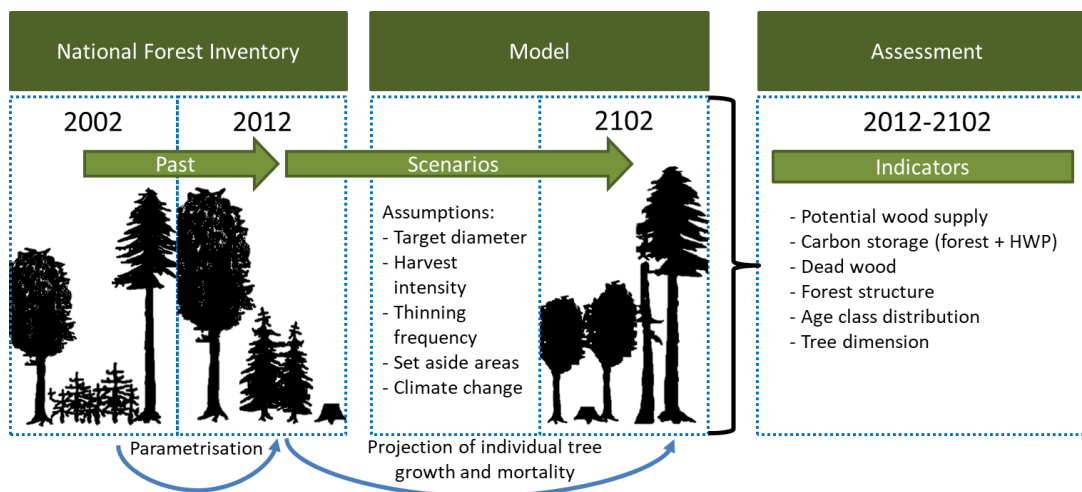 National Forest Inventory
Model
Assessment
2002
2012
2102
2012-2102
Past
Scenarios
Indicators
Assumptions:
- Target diameter
- Harvest
intensity
- Thinning
frequency
- Set aside areas
- Climate change
- Potential wood supply
- Carbon storage (forest + HWP)
- Dead wood
- Forest structure
- Age class distribution
- Tree dimension
Parametrisation
Projection of individual tree
growth and mortality